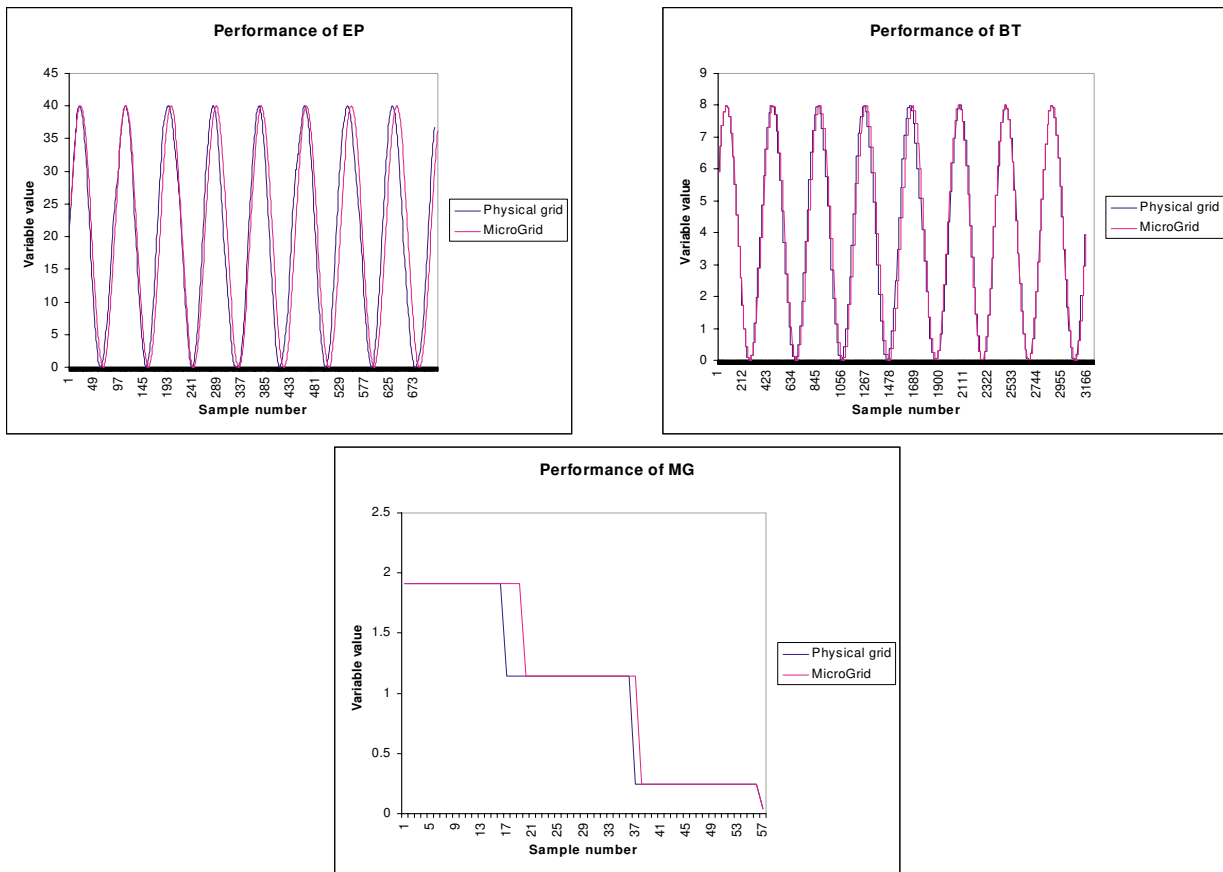 Performance of EP
45
40
35
30
25
20
15
10
5
0
Variable value
1 49 97 145 193 241 289 337 385 433 481 529 577 625 673
Sample number
Physical grid
MicroGrid
Performance of BT
9
8
7
6
5
4
3
2
1
0
Variable value
1 212 423 634 845 1056 1267 1478 1689 1900 2111 2322 2533 2744 2955 3166
Sample number
Physical grid
MicroGrid
Performance of MG
2.5
2
1.5
1
0.5
0
Variable value
1 5 9 13 17 21 25 29 33 37 41 45 49 53 57
Sample number
Physical grid
MicroGrid